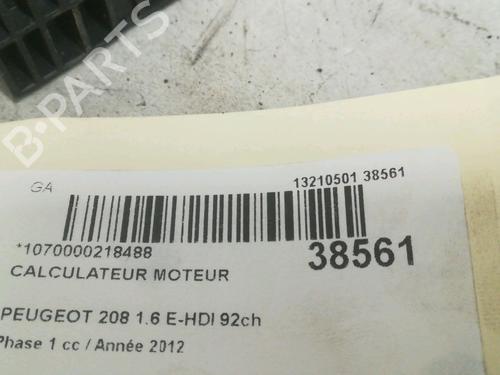 B-PARTS
GA
13210501 38561
*1070000218488
38561
CALCULATEUR MOTEUR
PEUGEOT 208 1.6 E-HDI 92ch
Phase 1 cc / Année 2012